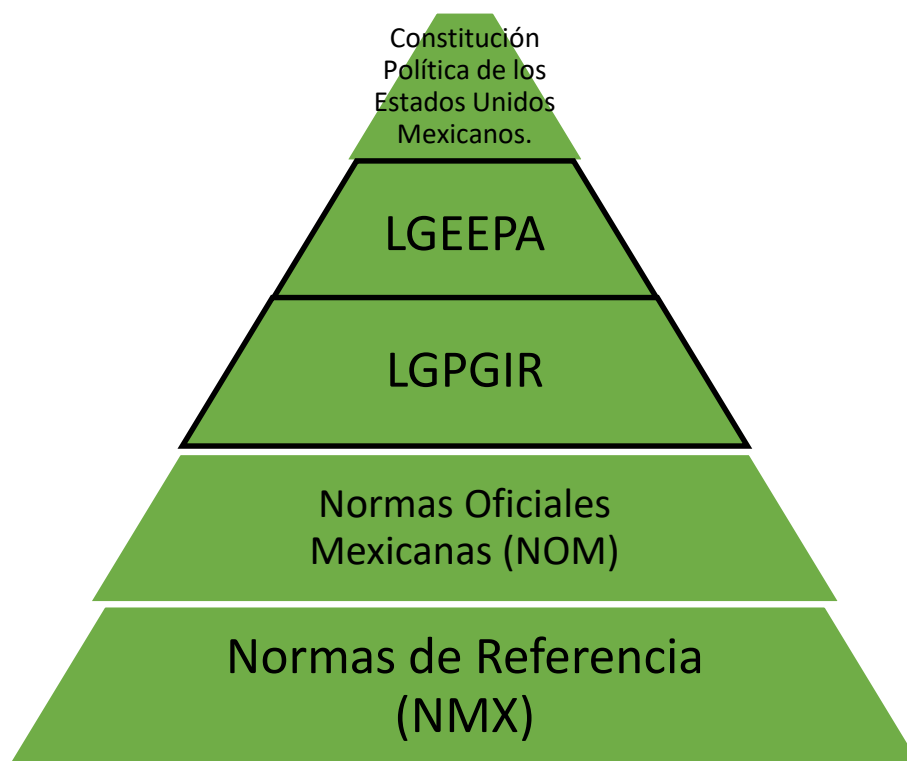 Constitución
Política de los
Estados Unidos
Mexicanos.
LGEEPA
LGPGIR
Normas Oficiales
Mexicanas (NOM)
Normas de Referencia
(NMX)